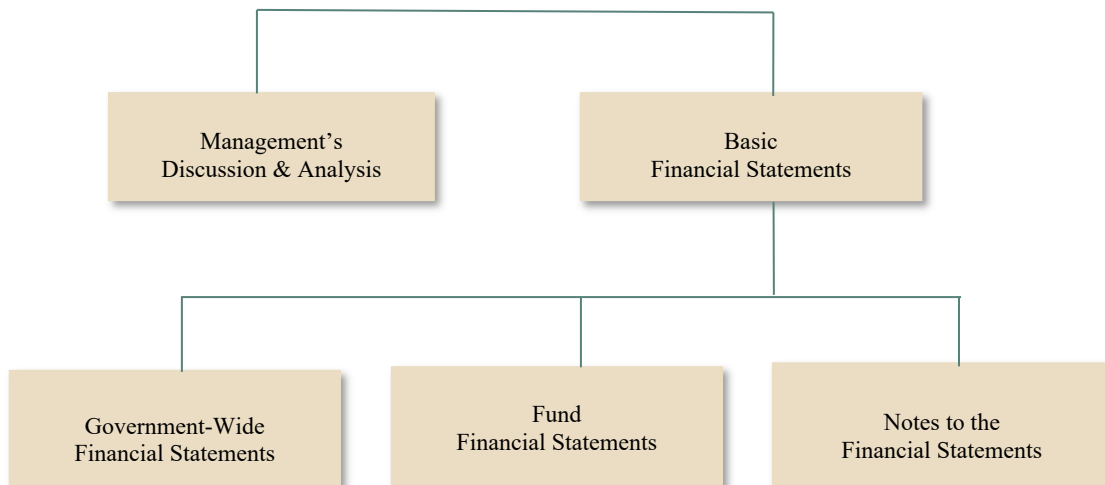 Management’s
Discussion & Analysis
Basic
Financial Statements
Government-Wide
Financial Statements
Fund
Financial Statements
Notes to the
Financial Statements